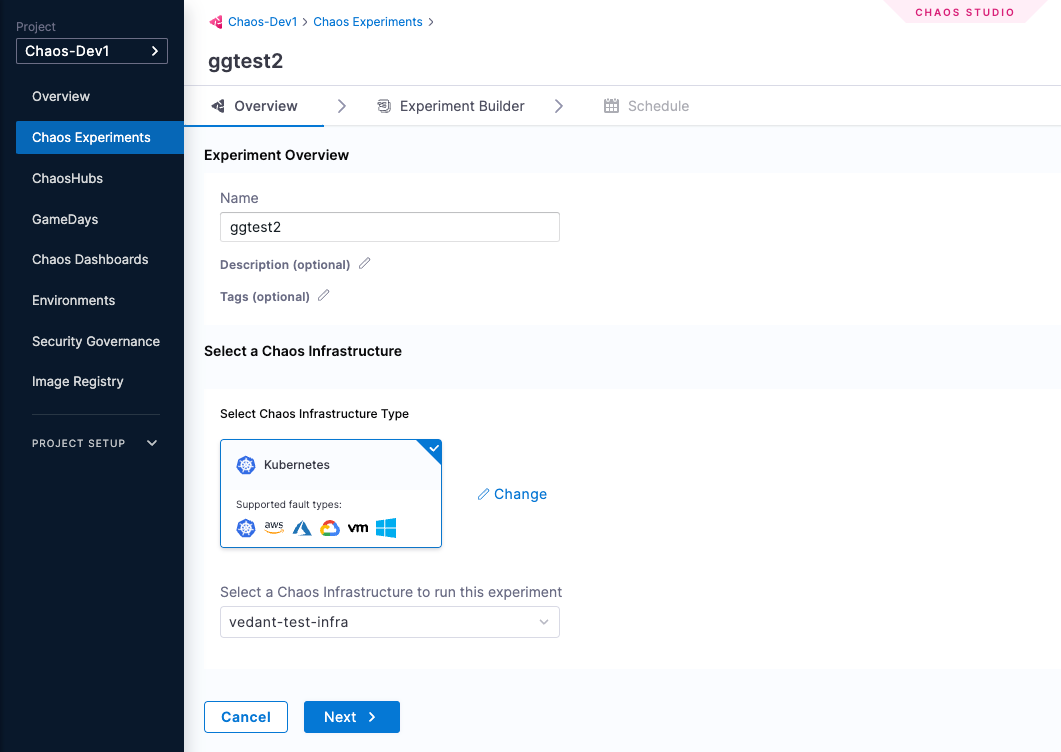 Project
Chaos-Dev1
Overview
Chaos Experiments
ChaosHubs
GameDays
Chaos Dashboards
Environments
Security Governance
Image Registry
PROJECT SETUP
Chaos-Dev1 > Chaos Experiments >
CHAOS STUDIO
ggtest2
Overview
Experiment Builder
Schedule
Experiment Overview
Name
ggtest2
Description (optional)
Tags (optional)
Select a Chaos Infrastructure
Select Chaos Infrastructure Type
Kubernetes
Supported fault types:
aws
vm
Change
Select a Chaos Infrastructure to run this experiment
vedant-test-infra
Cancel
Next